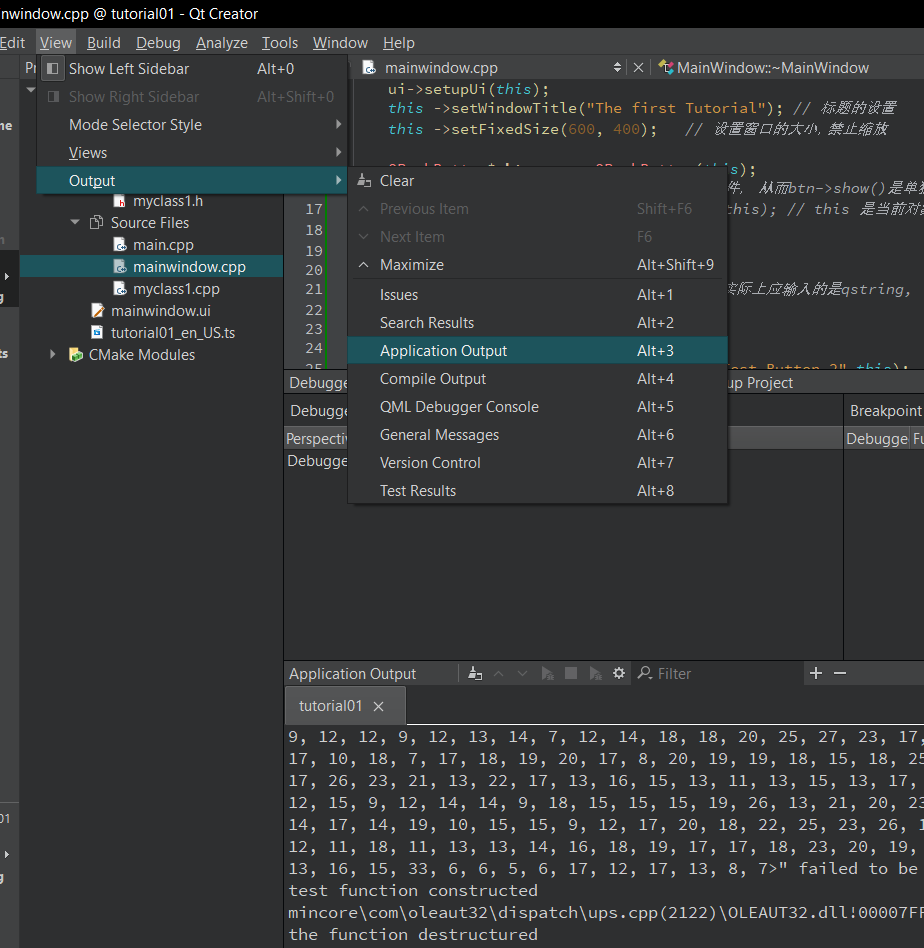 nwindow.cpp @ tutorial01 - Qt Creator
Edit View Build Debug Analyze Tools Window Help
Show Left Sidebar Alt+0
Show Right Sidebar Alt+Shift+0
Mode Selector Style
Views
Output
mainwindow.cpp
MainWindow::~MainWindow
ui->setupUi(this);
this ->setWindowTitle("The first Tutorial"); // 标题的设置
this ->setFixedSize(600, 400); // 设置窗口的大小, 禁止缩放
件, 从而btn->show()是单独
this); // this 是当前对
实际上应输入的是qstring,
this);
Clear
Previous Item Shift+F6
Next Item F6
Maximize Alt+Shift+9
Issues Alt+1
Search Results Alt+2
Application Output Alt+3
Compile Output Alt+4
QML Debugger Console Alt+5
General Messages Alt+6
Version Control Alt+7
Test Results Alt+8
17
18
19
20
21
22
23
24
myclass1.h
Source Files
main.cpp
mainwindow.cpp
myclass1.cpp
mainwindow.ui
tutorial01_en_US.ts
CMake Modules
Debugge
up Project
Debugge
Breakpoint
Perspectiv
Debugge Fu
Debugge
Application Output
Filter
tutorial01
9, 12, 12, 9, 12, 13, 14, 7, 12, 14, 18, 18, 20, 25, 27, 23, 17,
17, 10, 18, 7, 17, 18, 19, 20, 17, 8, 20, 19, 19, 18, 15, 18, 25
17, 26, 23, 21, 13, 22, 17, 13, 16, 15, 13, 11, 13, 15, 13, 17,
12, 15, 9, 12, 14, 14, 9, 18, 15, 15, 15, 19, 26, 13, 21, 20, 23
14, 17, 14, 19, 10, 15, 15, 9, 12, 17, 20, 18, 22, 25, 23, 26, 1
12, 11, 18, 11, 13, 13, 14, 16, 18, 19, 17, 17, 18, 23, 20, 19,
13, 16, 15, 33, 6, 6, 5, 6, 17, 12, 17, 13, 8, 7>" failed to be
test function constructed
mincore\com\oleaut32\dispatch\ups.cpp(2122)\OLEAUT32.dll!00007FF
the function destructured